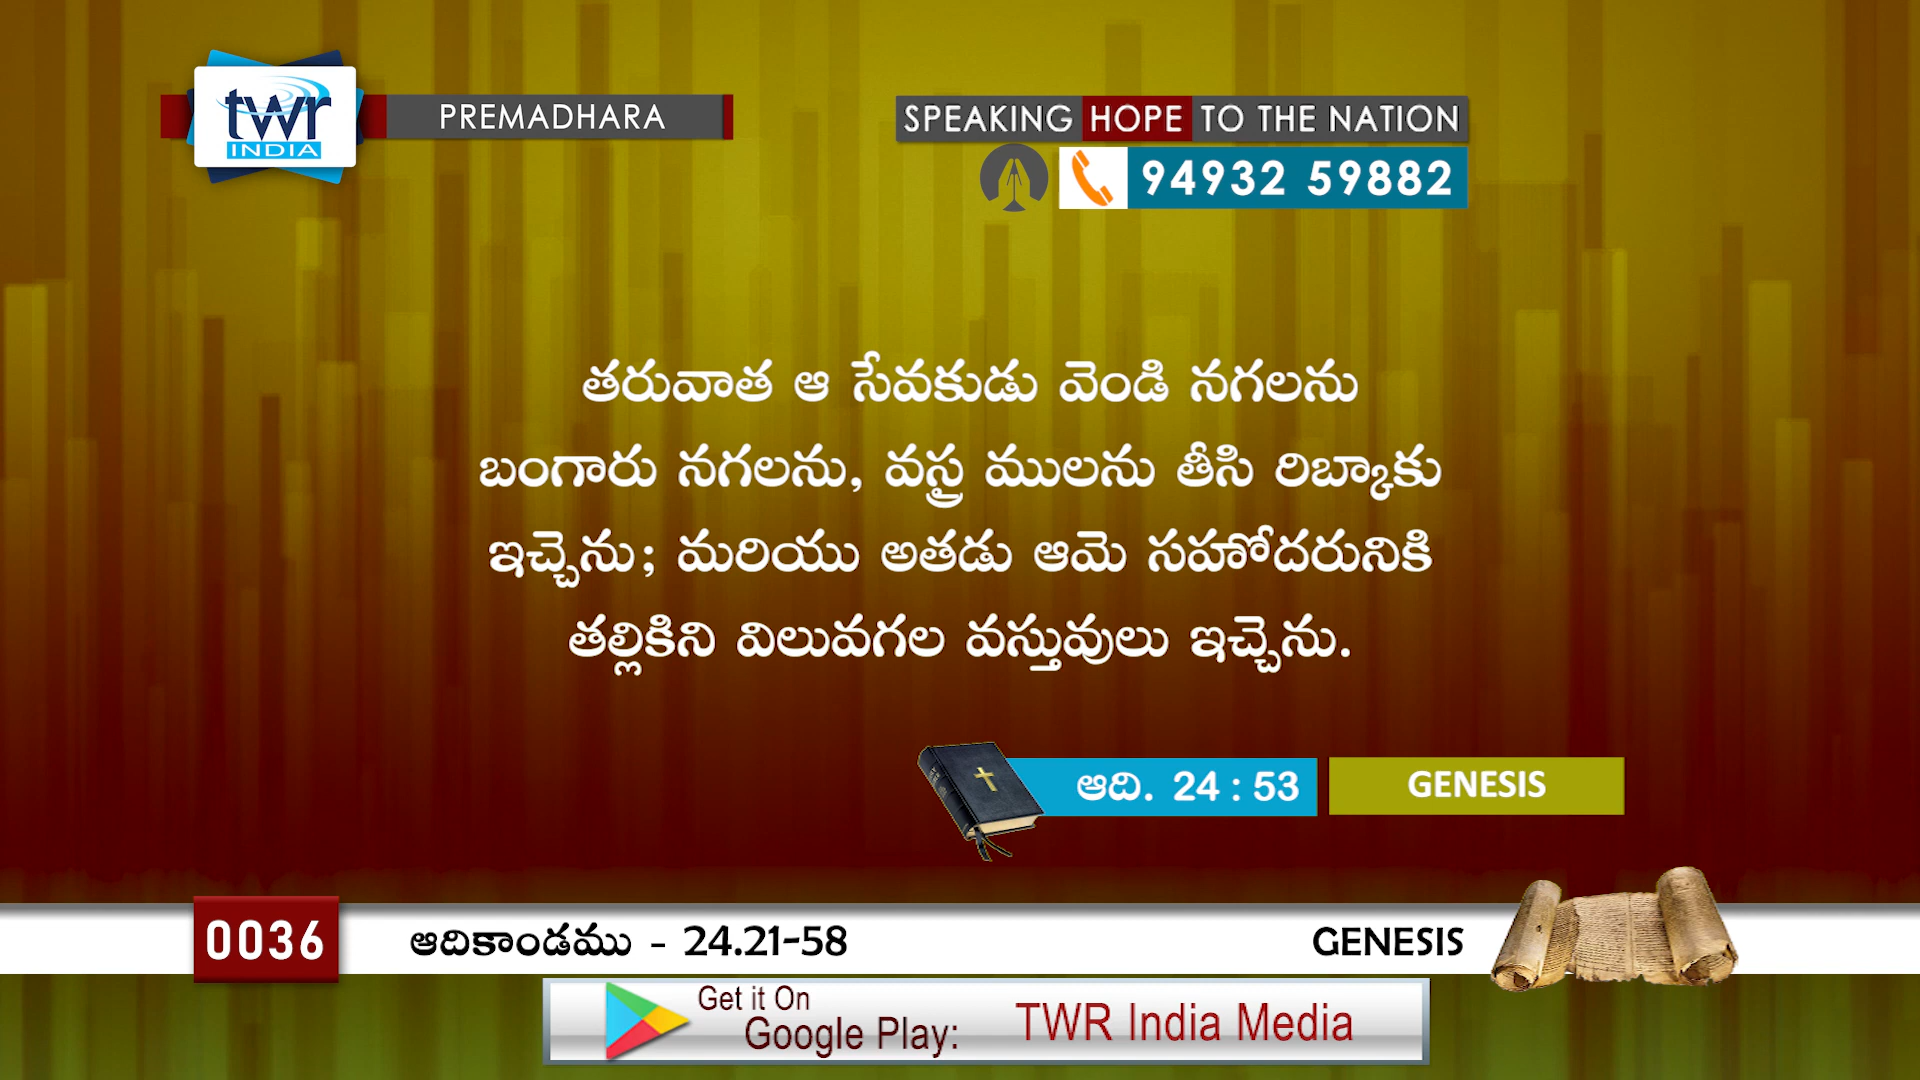 twr
INDIA
PREMADHARA
SPEAKING HOPE TO THE NATION
94932 59882
తరువాత ఆ సేవకుడు వెండి నగలను
బంగారు నగలను, వస్త్ర ములను తీసి రిబ్కాకు
ఇచ్చెను; మరియు అతడు ఆమె సహోదరునికి
తల్లికిని విలువగల వస్తువులు ఇచ్చెను.
ఆది. 24 : 53
GENESIS
0036
ఆదికాండము - 24.21-58
GENESIS
Get it On
Google Play:
TWR India Media